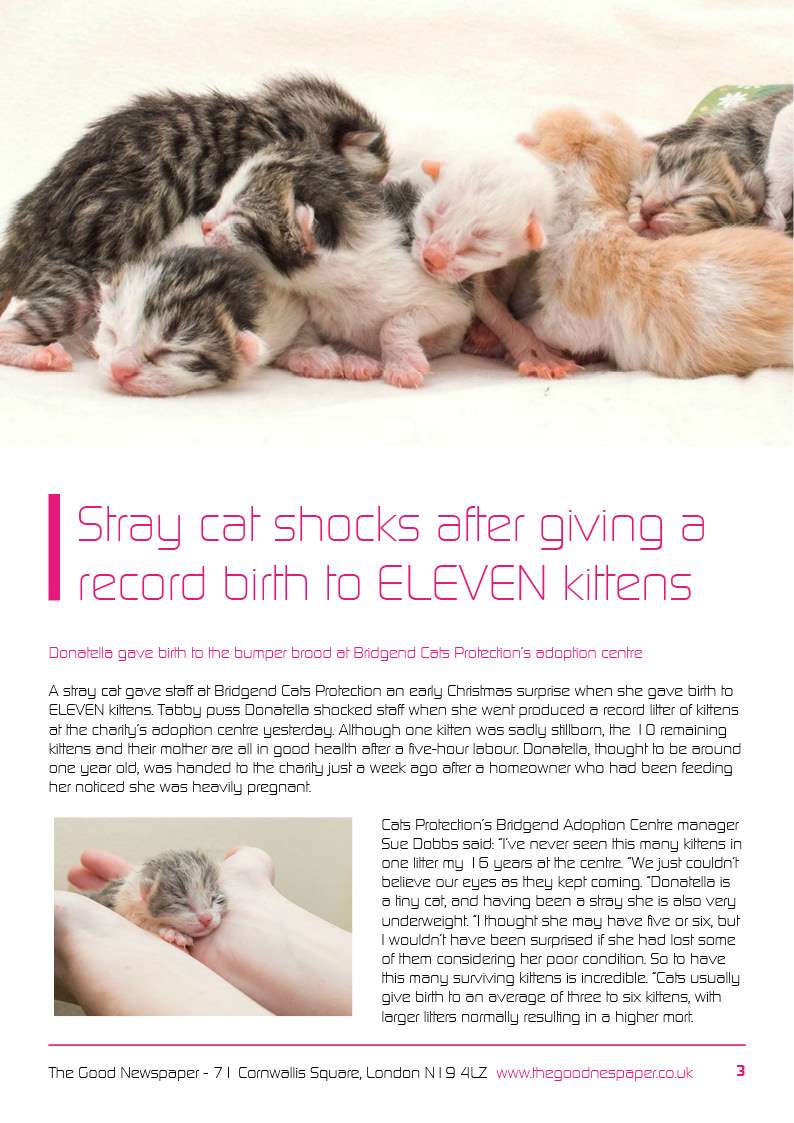 Stray cat shocks after giving a
record birth to ELEVEN kittens
Donatella gave birth to the bumper brood at Bridgend Cats Protection's adoption centre
A stray cat gave staff at Bridgend Cats Protection an early Christmas surprise when she gave birth to
ELEVEN kittens. Tabby puss Donatella shocked staff when she went produced a record litter of kittens
at the charity's adoption centre yesterday. Although one kitten was sadly stillborn, the 10 remaining
kittens and their mother are all in good health after a five-hour labour. Donatella, thought to be around
one year old, was handed to the charity just a week ago after a homeowner who had been feeding
her noticed she was heavily pregnant.
Cats Protection's Bridgend Adoption Centre manager
Sue Dobbs said: "I've never seen this many kittens in
one litter my 16 years at the centre. "We just couldn't
believe our eyes as they kept coming. "Donatella is
a tiny cat, and having been a stray she is also very
underweight. "I thought she may have five or six, but
I wouldn't have been surprised if she had lost some
of them considering her poor condition. So to have
this many surviving kittens is incredible. "Cats usually
give birth to an average of three to six kittens, with
larger litters normally resulting in a higher mort.
The Good Newspaper - 71 Cornwallis Square, London N19 4LZ www.thegoodnespaper.co.uk 3